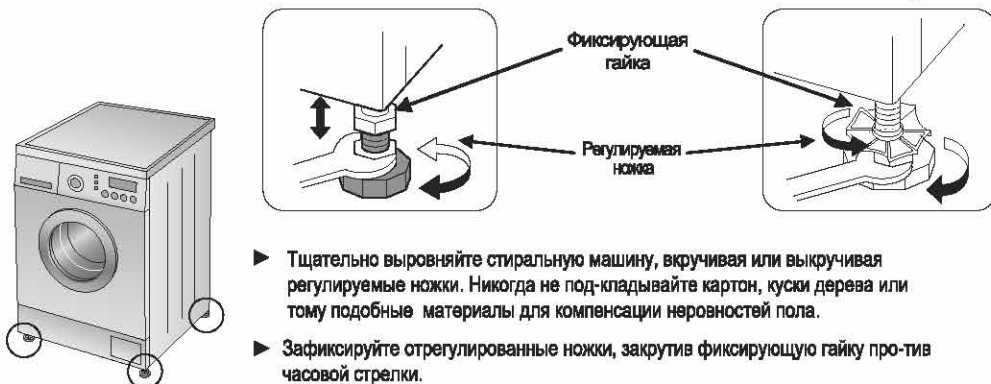 Фиксирующая
гайка
Регулируемая
ножка
► Тщательно выровняйте стиральную машину, вкручивая или выкручивая
регулируемые ножки. Никогда не под-кладывайте картон, куски дерева или
тому подобные материалы для компенсации неровностей пола.
► Зафиксируйте отрегулированные ножки, закрутив фиксирующую гайку про-тив
часовой стрелки.